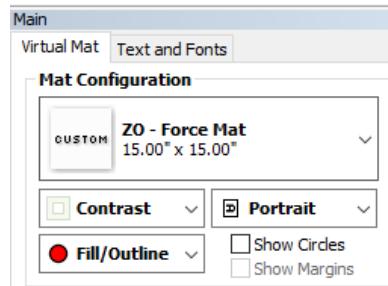 Main
Virtual Mat Text and Fonts
Mat Configuration
CUSTOM
ZO - Force Mat
15.00" x 15.00"
Contrast
Portrait
Fill/Outline
Show Circles
Show Margins